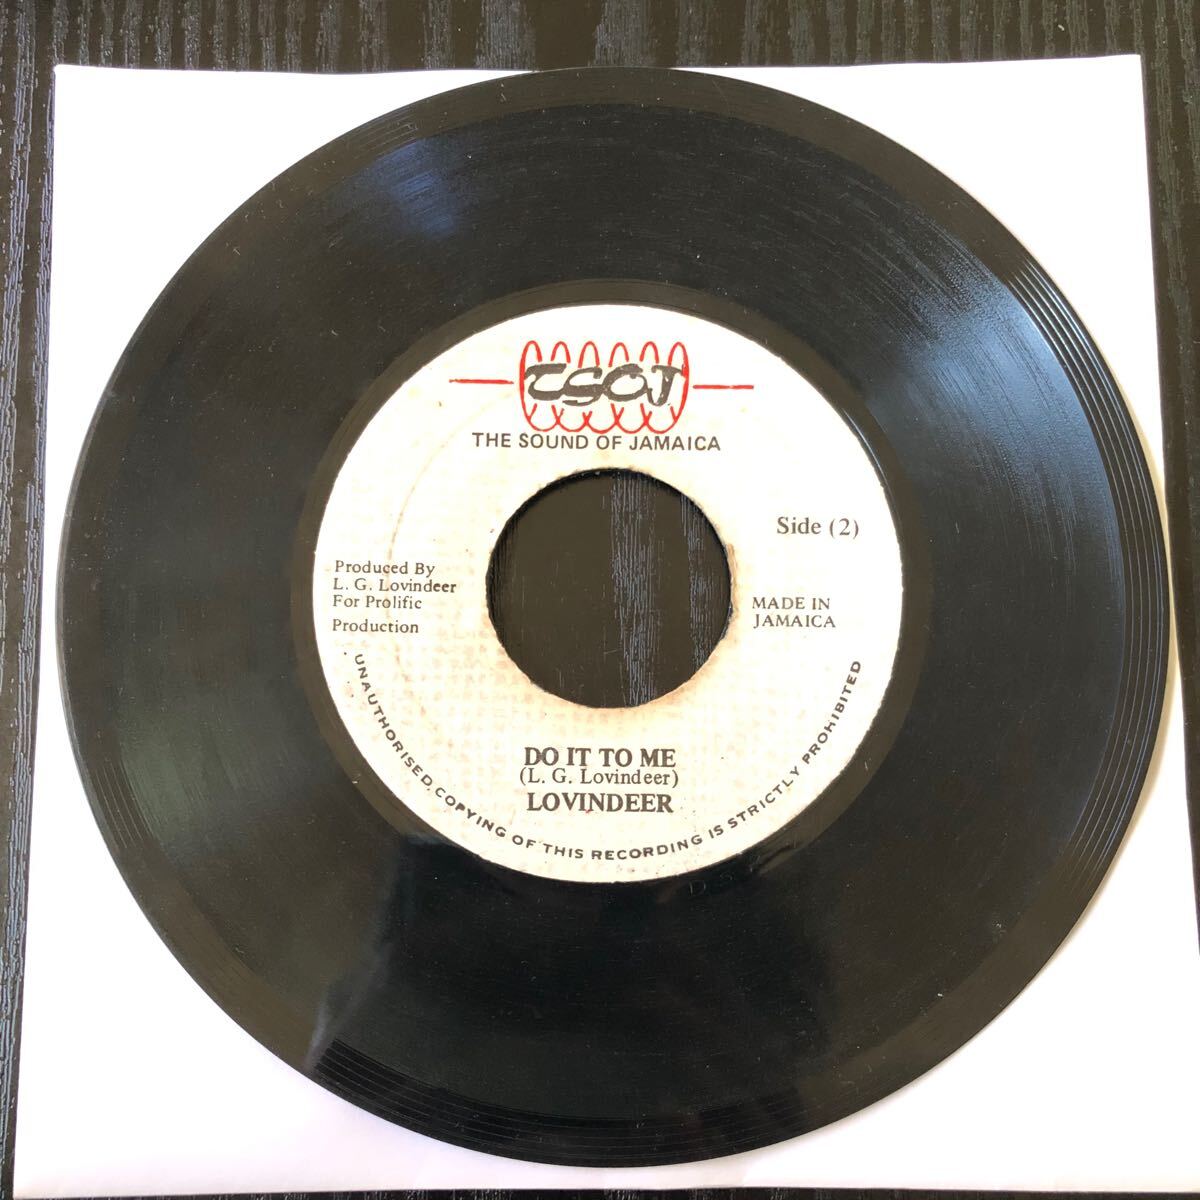 TSOJ
THE SOUND OF JAMAICA
Side (2)
Produced By
L. G. Lovindeer
For Prolific
Production
MADE IN
JAMAICA
DO IT TO ME
(L. G. Lovindeer)
LOVINDEER
UNAUTHORISED COPYING OF THIS RECORDING IS STRICTLY PROHIBITED